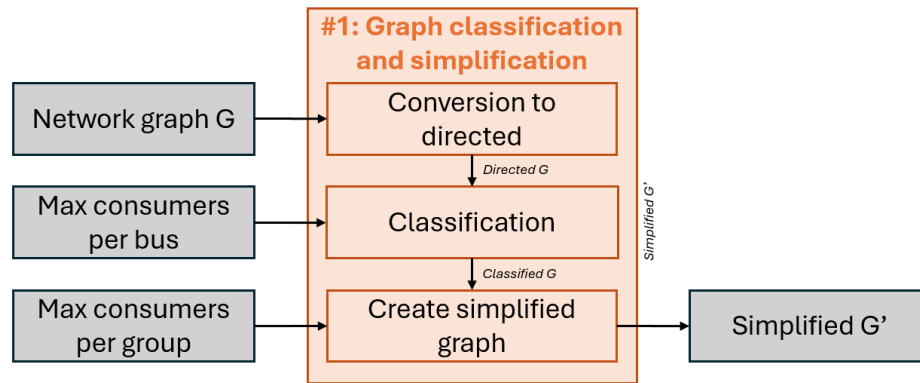 #1: Graph classification
and simplification
Network graph G
Conversion to
directed
Directed G
Max consumers
per bus
Classification
Simplified G’
Classified G
Max consumers
per group
Create simplified
graph
Simplified G’